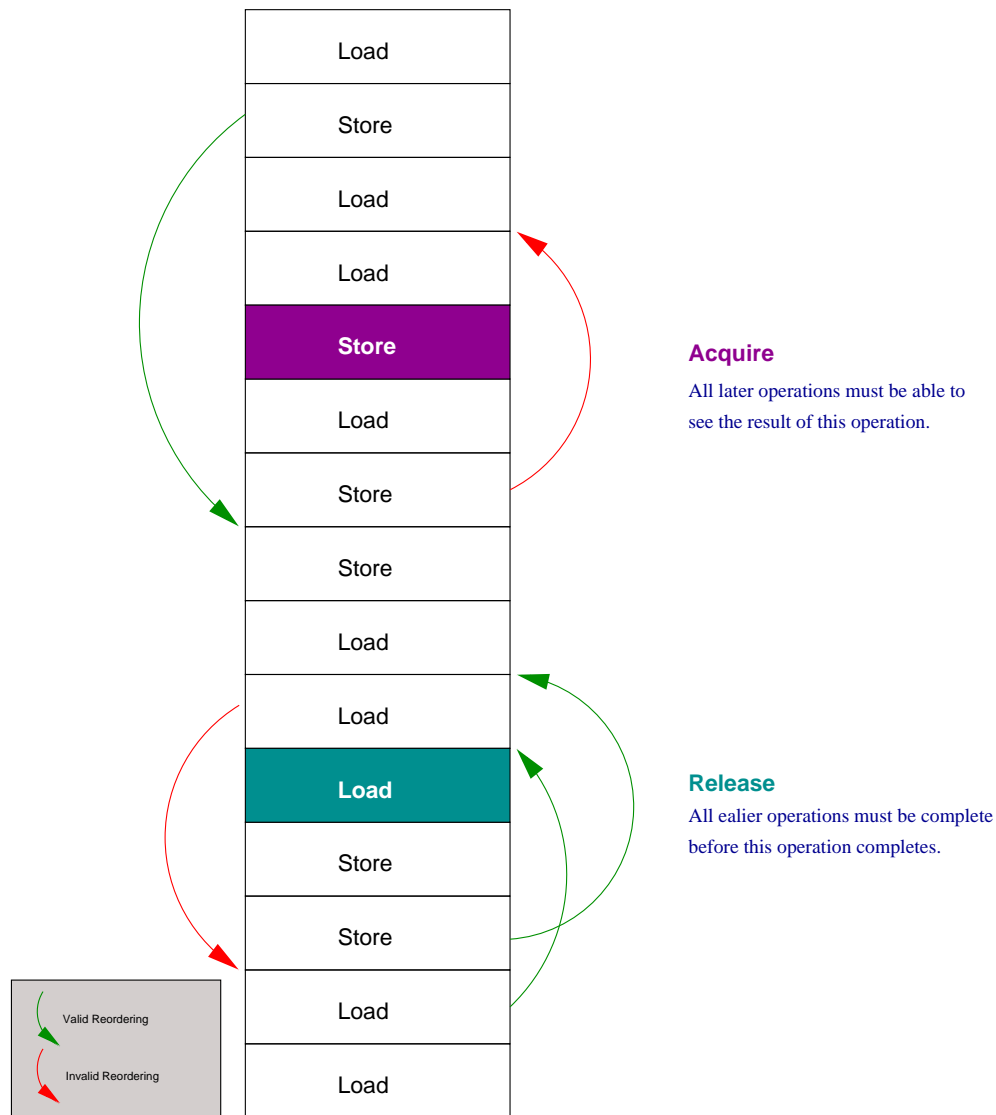 Load
Store
Load
Load
Store
Load
Store
Store
Load
Load
Load
Store
Store
Load
Load
Acquire
All later operations must be able to
see the result of this operation.
Release
All ealier operations must be complete
before this operation completes.
Valid Reordering
Invalid Reordering